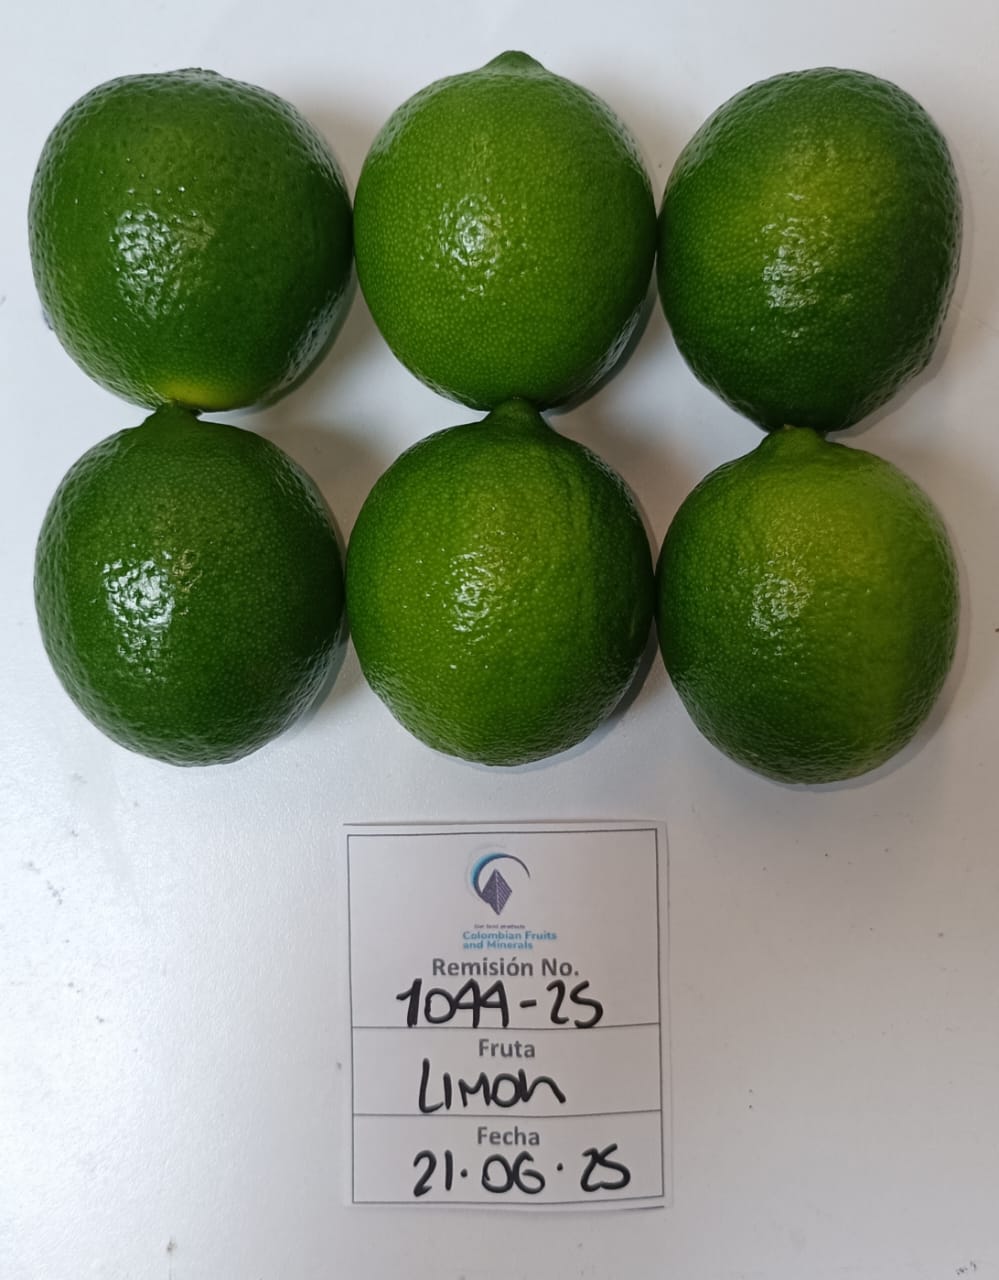 Colombian Fruits
and Minerals
Remisión No.
1044-25
Fruta
LIMON
Fecha
21.06.25